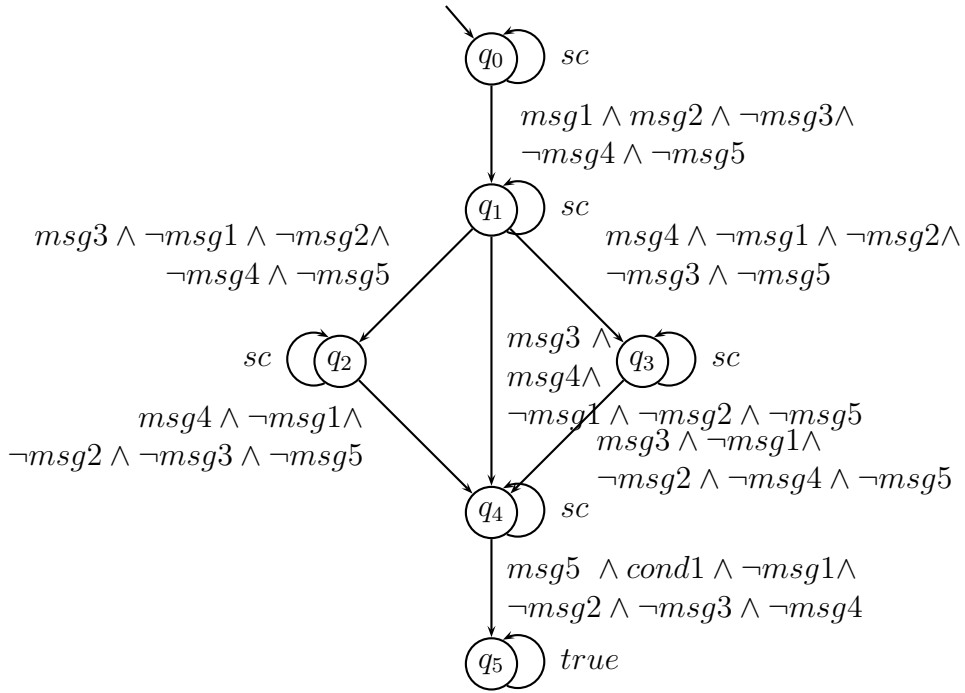 q0
sc
msg1 ∧ msg2 ∧ ¬msg3∧
¬msg4 ∧ ¬msg5
q1
sc
msg3 ∧ ¬msg1 ∧ ¬msg2∧
¬msg4 ∧ ¬msg5
msg4 ∧ ¬msg1 ∧ ¬msg2∧
¬msg3 ∧ ¬msg5
sc
q2
msg3 ∧
msg4∧
¬msg1 ∧ ¬msg2 ∧ ¬msg5
q3
sc
msg4 ∧ ¬msg1∧
¬msg2 ∧ ¬msg3 ∧ ¬msg5
msg3 ∧ ¬msg1∧
¬msg2 ∧ ¬msg4 ∧ ¬msg5
q4
sc
msg5 ∧ cond1 ∧ ¬msg1∧
¬msg2 ∧ ¬msg3 ∧ ¬msg4
q5
true